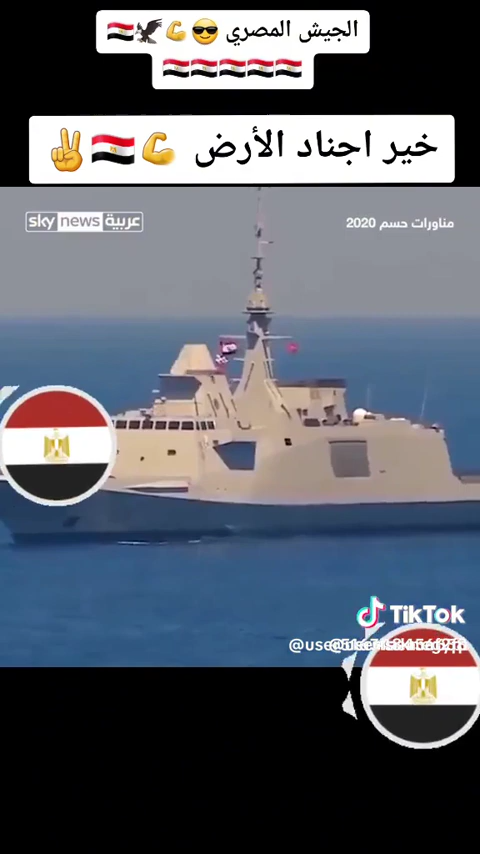 الجيش المصري 😎💪🦅🇪🇬
🇪🇬🇪🇬🇪🇬🇪🇬🇪🇬
خير اجناد الأرض 💪🇪🇬✌️
sky news عربية
مناورات حسم 2020
TikTok